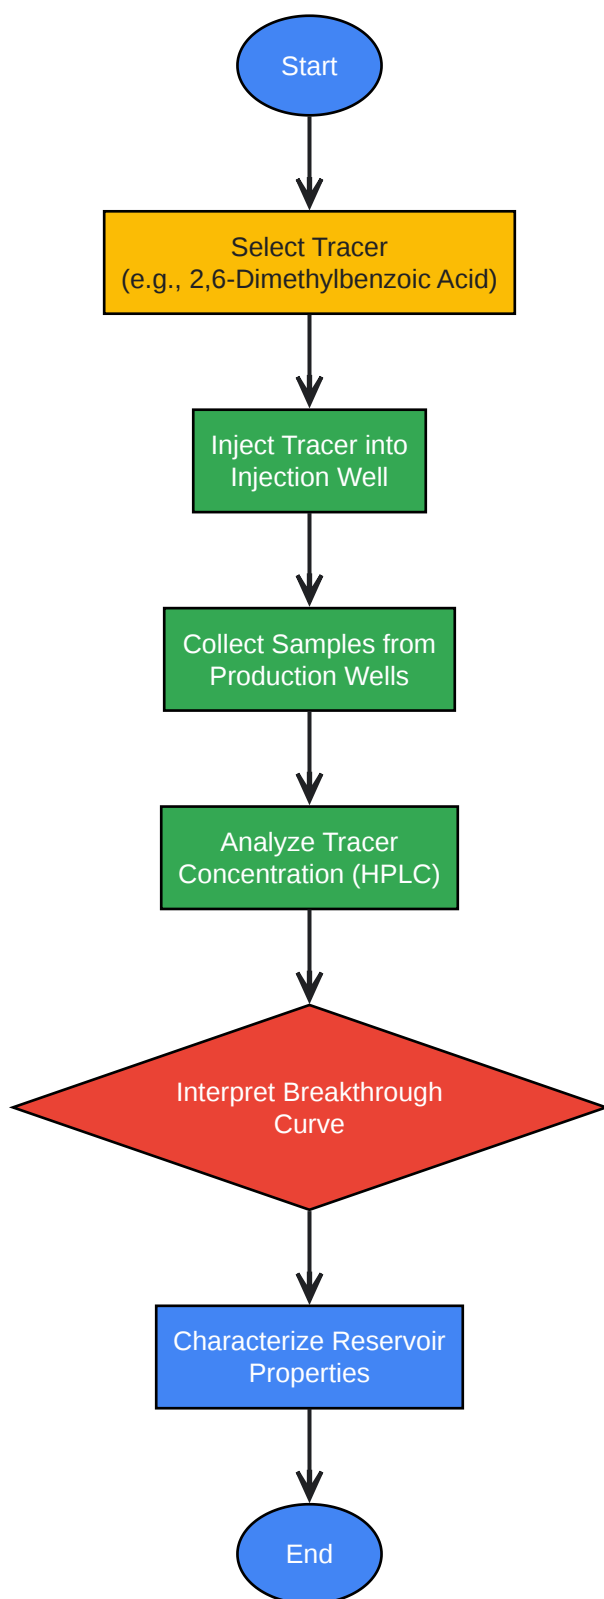 Start
Select Tracer
(e.g., 2,6-Dimethylbenzoic Acid)
Inject Tracer into
Injection Well
Collect Samples from
Production Wells
Analyze Tracer
Concentration (HPLC)
Interpret Breakthrough
Curve
Characterize Reservoir
Properties
End